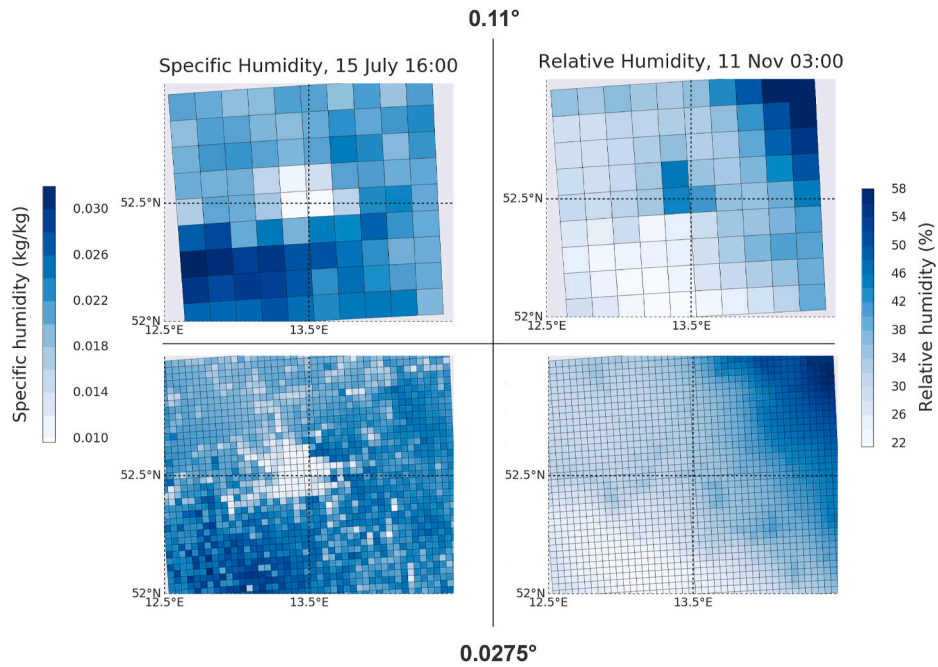 0.11°
Specific Humidity, 15 July 16:00
Relative Humidity, 11 Nov 03:00
52.5°N
52°N
12.5°E
13.5°E
52.5°N
52°N
12.5°E
13.5°E
Specific humidity (kg/kg)
0.030
0.026
0.022
0.018
0.014
0.010
58
54
50
46
42
38
34
30
26
22
Relative humidity (%)
52.5°N
52°N
12.5°E
13.5°E
52.5°N
52°N
12.5°E
13.5°E
0.0275°